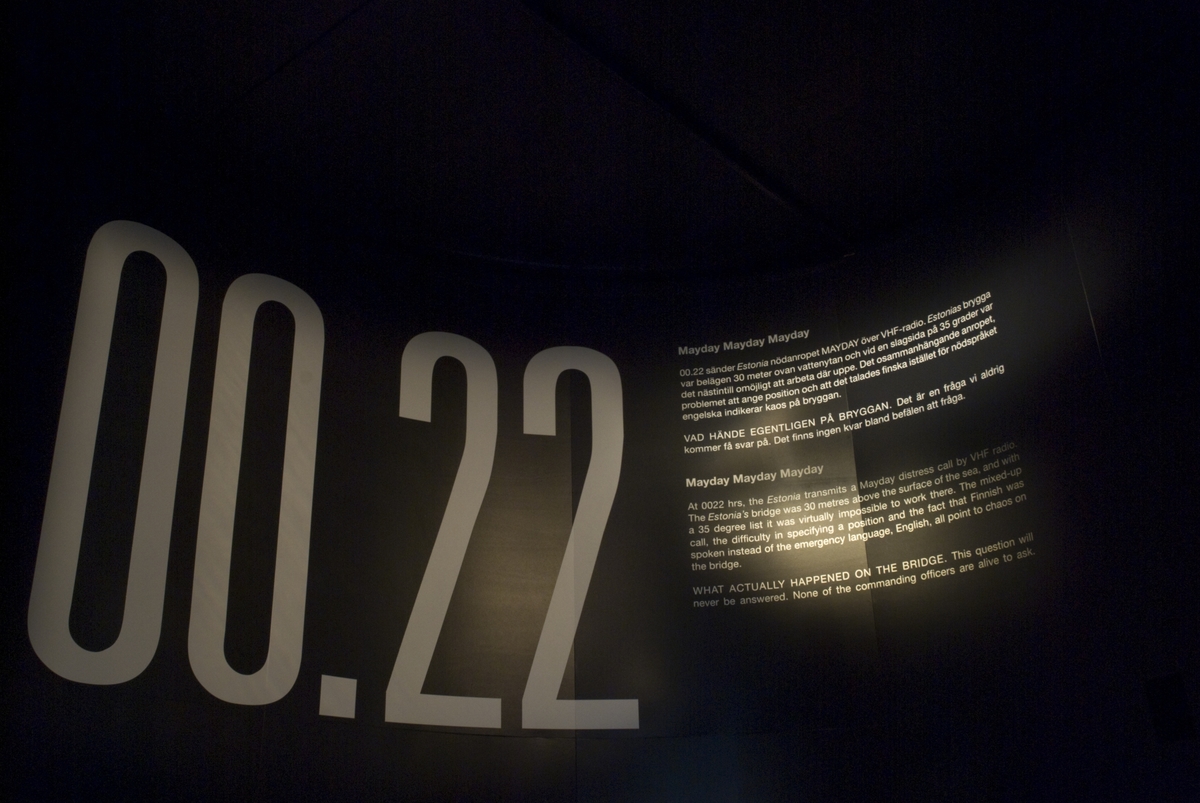 00.22
Mayday Mayday Mayday
00.22 sänder Estonia nödanropet MAYDAY över VHF-radio. Estonias brygga
var belägen 30 meter ovan vattenytan och vid en slagsida på 35 grader var
det nästintill omöjligt att arbeta där uppe. Det osammanhängande anropet,
problemet att ange position och att det talades finska istället för nödspråket
engelska indikerar kaos på bryggan.
VAD HÄNDE EGENTLIGEN PÅ BRYGGAN. Det är en fråga vi aldrig
kommer få svar på. Det finns ingen kvar bland befälen att fråga.
Mayday Mayday Mayday
At 0022 hrs, the Estonia transmits a Mayday distress call by VHF radio.
The Estonia's bridge was 30 metres above the surface of the sea, and with
a 35 degree list it was virtually impossible to work there. The mixed-up
call, the difficulty in specifying a position and the fact that Finnish was
spoken instead of the emergency language, English, all point to chaos on
the bridge.
WHAT ACTUALLY HAPPENED ON THE BRIDGE. This question will
never be answered. None of the commanding officers are alive to ask.